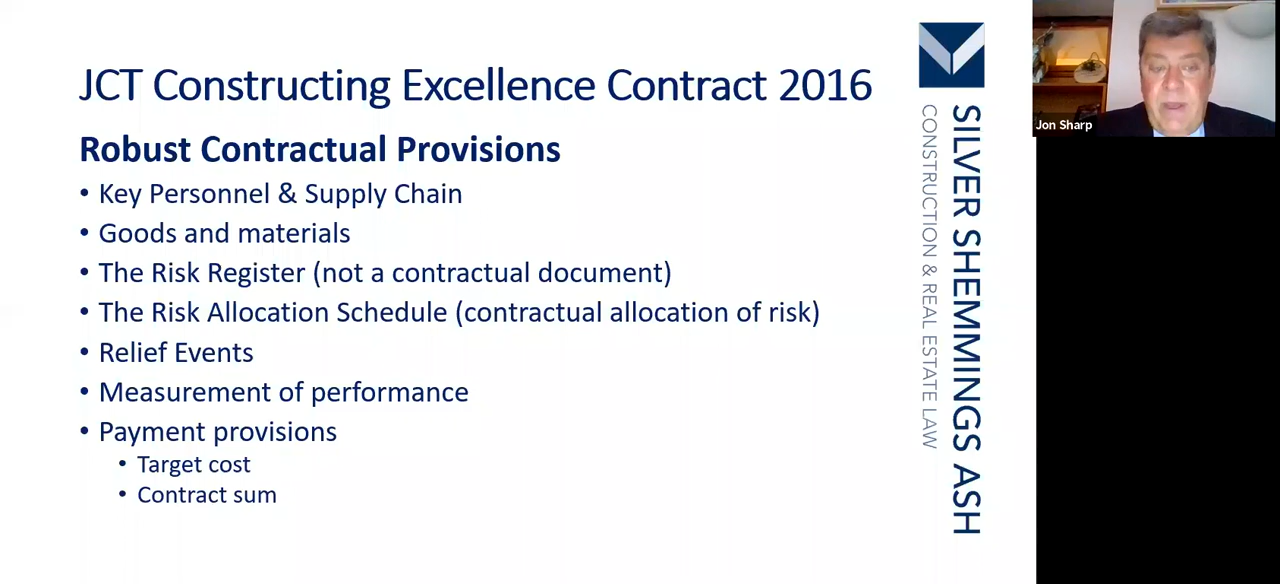 JCT Constructing Excellence Contract 2016
Robust Contractual Provisions
• Key Personnel & Supply Chain
• Goods and materials
• The Risk Register (not a contractual document)
• The Risk Allocation Schedule (contractual allocation of risk)
• Relief Events
• Measurement of performance
• Payment provisions
• Target cost
• Contract sum
SILVER SHEMMINGS ASH
CONSTRUCTION & REAL ESTATE LAW
Jon Sharp